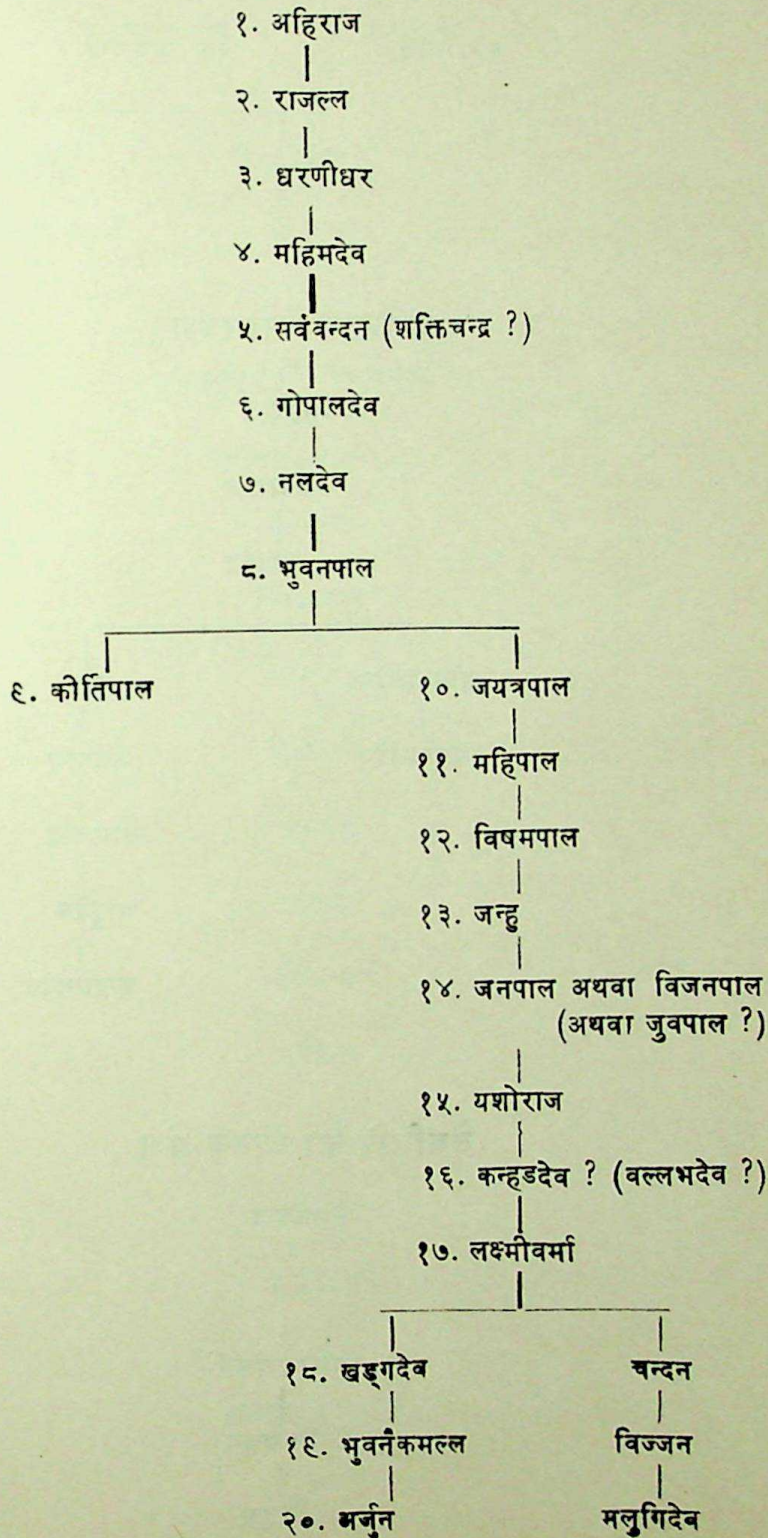 १. अहिराज
२. राजल्ल
३. धरणीधर
४. महिमदेव
५. सर्ववन्दन (शक्तिचन्द्र ?)
६. गोपालदेव
७. नलदेव
८. भुवनपाल
९. कीर्तिपाल १०. जयत्रपाल
११. महिपाल
१२. विषमपाल
१३. जन्हु
१४. जनपाल अथवा विजनपाल
(अथवा जुवपाल ?)
१५. यशोराज
१६. कन्हडदेव ? (वल्लभदेव ?)
१७. लक्ष्मीवर्मा
१८. खड्गदेव चन्दन
१९. भुवनैकमल्ल विज्जन
२०. अर्जुन मलुगिदेव